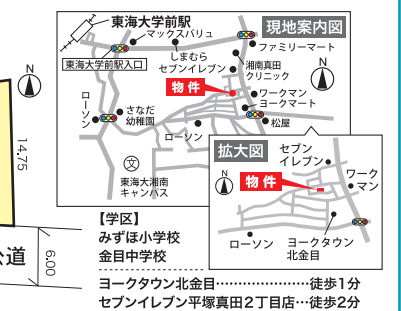 現地案内図
東海大学前駅
マックスバリュ
ファミリーマート
しまむら
セブンイレブン
湘南真田
クリニック
N
東海大学前駅入口
物件
ワークマン
ヨークマート
N
ローソン
さなだ
幼稚園
松屋
ローソン
14.75
文
東海大湘南
キャンパス
拡大図
セブン
イレブン
N
物件
ワーク
マン
ローソン
ヨークタウン
北金目
【学区】
みずほ小学校
金目中学校
道
6.00
ヨークタウン北金目…………………徒歩1分
セブンイレブン平塚真田2丁目店…徒歩2分